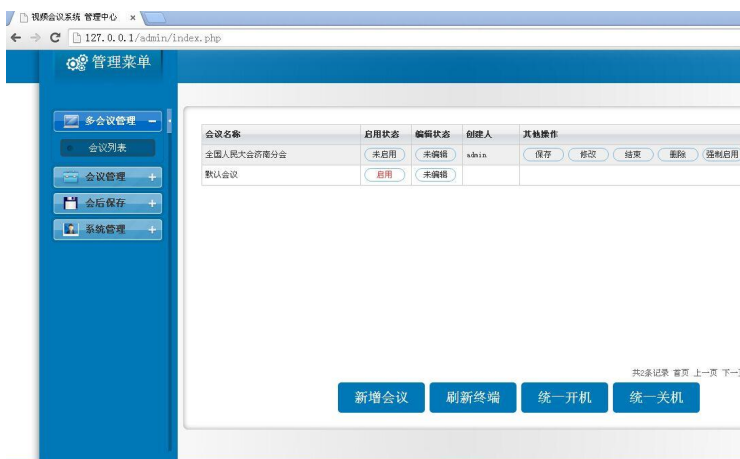 视频会议系统 管理中心 ×
127.0.0.1/admin/index.php
管理菜单
多会议管理 −
会议列表
会议管理 +
会后保存 +
系统管理 +
会议名称 启用状态 编辑状态 创建人 其他操作
全国人民大会济南分会 未启用 未编辑 admin 保存 修改 结束 删除 强制启用
默认会议 启用 未编辑
共2条记录 首页 上一页 下一
新增会议 刷新终端 统一开机 统一关机